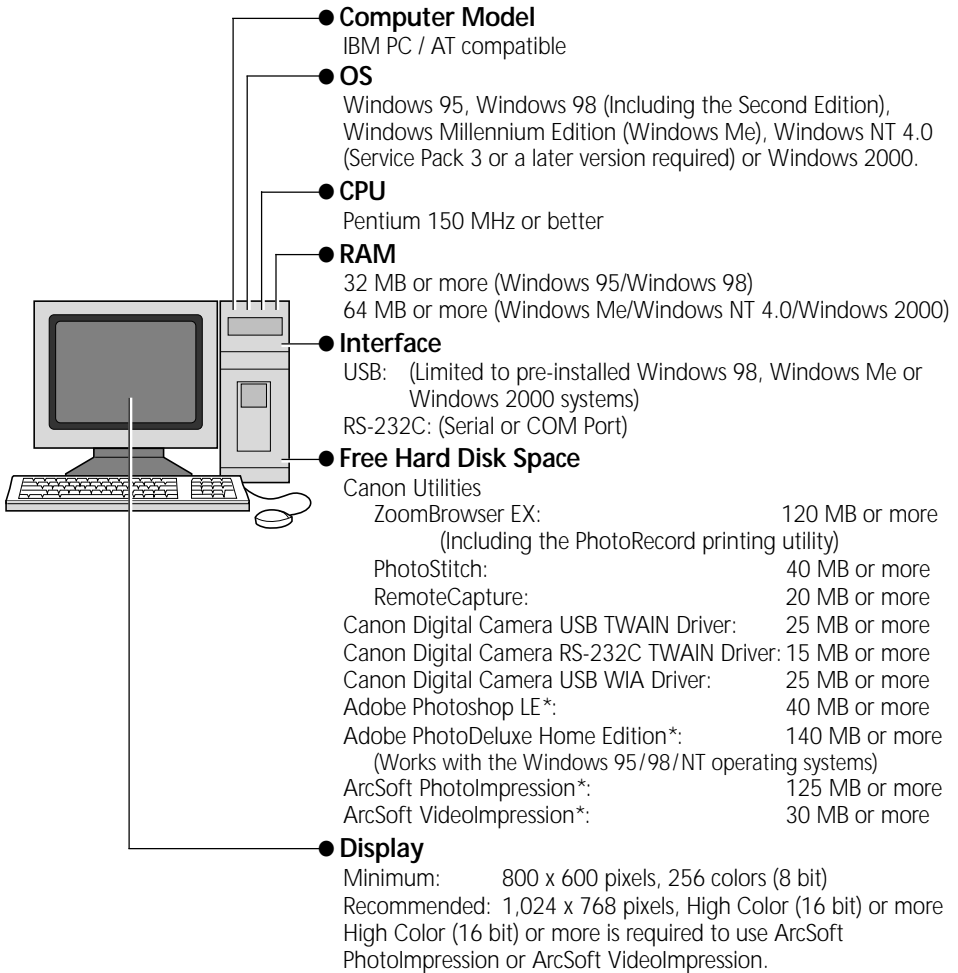 ● Computer Model
IBM PC / AT compatible
● OS
Windows 95, Windows 98 (Including the Second Edition),
Windows Millennium Edition (Windows Me), Windows NT 4.0
(Service Pack 3 or a later version required) or Windows 2000.
● CPU
Pentium 150 MHz or better
● RAM
32 MB or more (Windows 95/Windows 98)
64 MB or more (Windows Me/Windows NT 4.0/Windows 2000)
● Interface
USB: (Limited to pre-installed Windows 98, Windows Me or
Windows 2000 systems)
RS-232C: (Serial or COM Port)
● Free Hard Disk Space
Canon Utilities
ZoomBrowser EX: 120 MB or more
(Including the PhotoRecord printing utility)
PhotoStitch: 40 MB or more
RemoteCapture: 20 MB or more
Canon Digital Camera USB TWAIN Driver: 25 MB or more
Canon Digital Camera RS-232C TWAIN Driver: 15 MB or more
Canon Digital Camera USB WIA Driver: 25 MB or more
Adobe Photoshop LE*: 40 MB or more
Adobe PhotoDeluxe Home Edition*: 140 MB or more
(Works with the Windows 95/98/NT operating systems)
ArcSoft PhotoImpression*: 125 MB or more
ArcSoft VideoImpression*: 30 MB or more
● Display
Minimum: 800 x 600 pixels, 256 colors (8 bit)
Recommended: 1,024 x 768 pixels, High Color (16 bit) or more
High Color (16 bit) or more is required to use ArcSoft
PhotoImpression or ArcSoft VideoImpression.